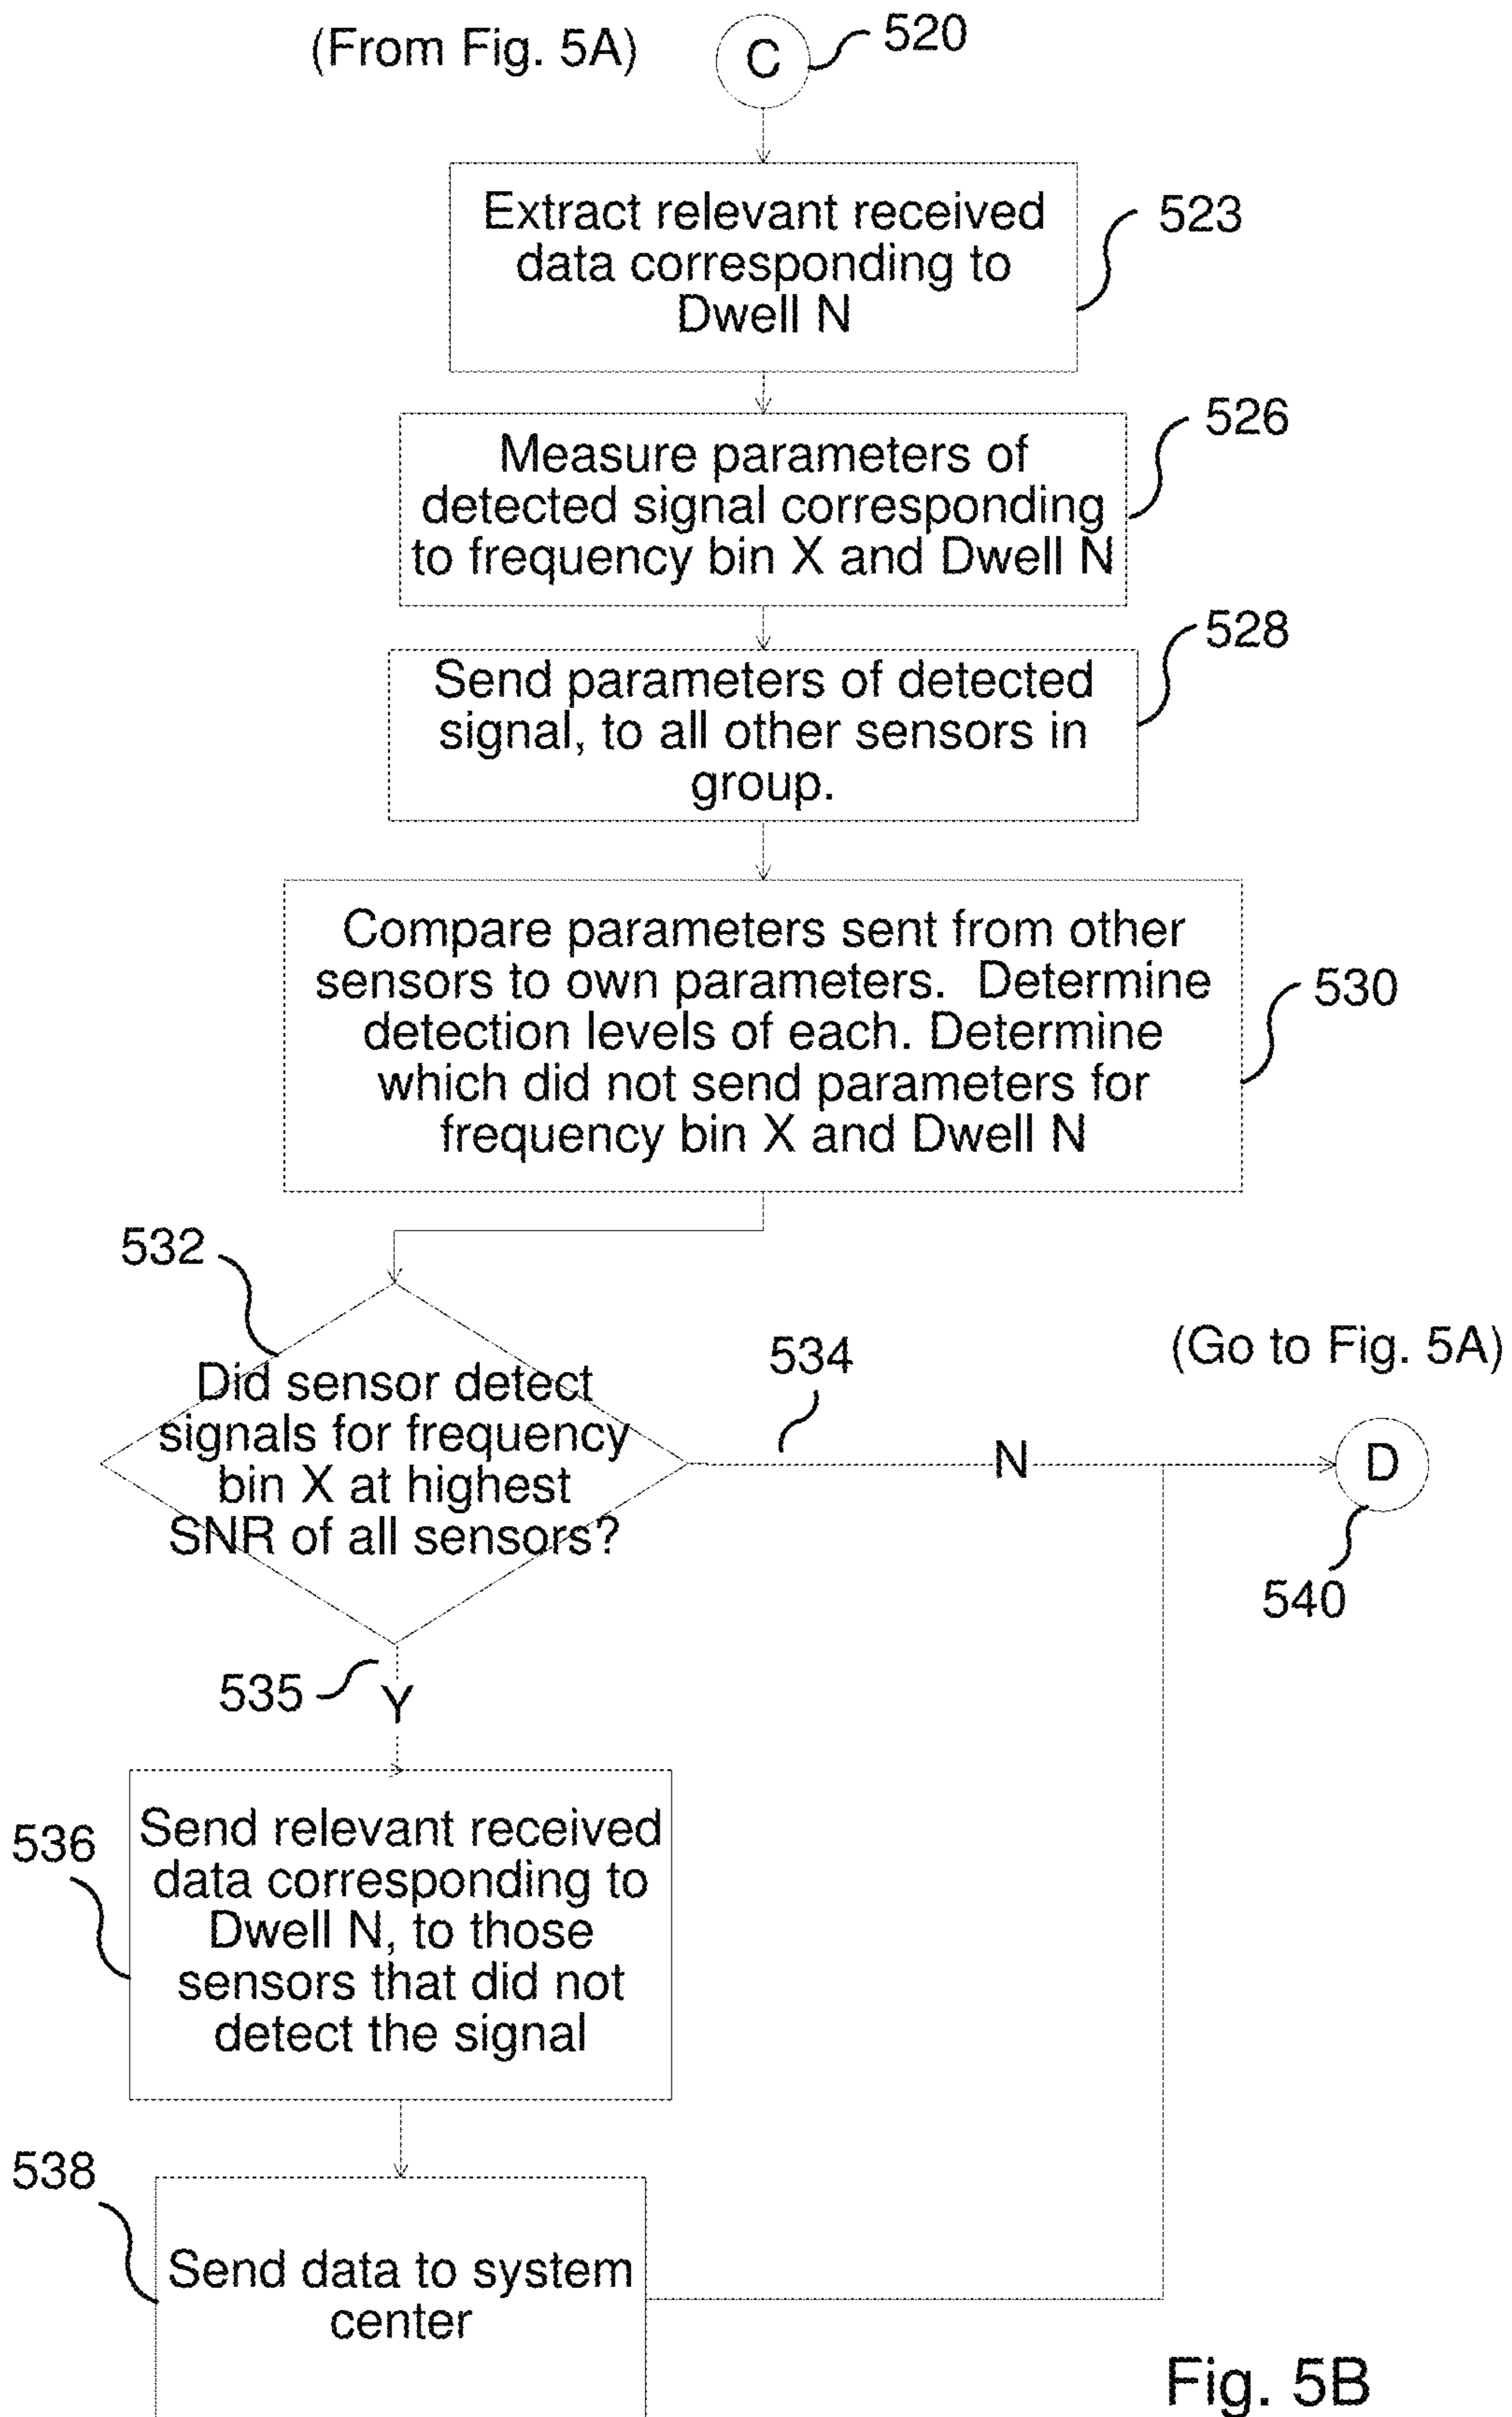 (From Fig. 5A)
C
520
Extract relevant received
data corresponding to
Dwell N
523
Measure parameters of
detected signal corresponding
to frequency bin X and Dwell N
526
Send parameters of detected
signal, to all other sensors in
group.
528
Compare parameters sent from other
sensors to own parameters.  Determine
detection levels of each. Determine
which did not send parameters for
frequency bin X and Dwell N
530
532
Did sensor detect
signals for frequency
bin X at highest
SNR of all sensors?
534
N
(Go to Fig. 5A)
D
540
535
Y
536
Send relevant received
data corresponding to
Dwell N, to those
sensors that did not
detect the signal
538
Send data to system
center
Fig. 5B